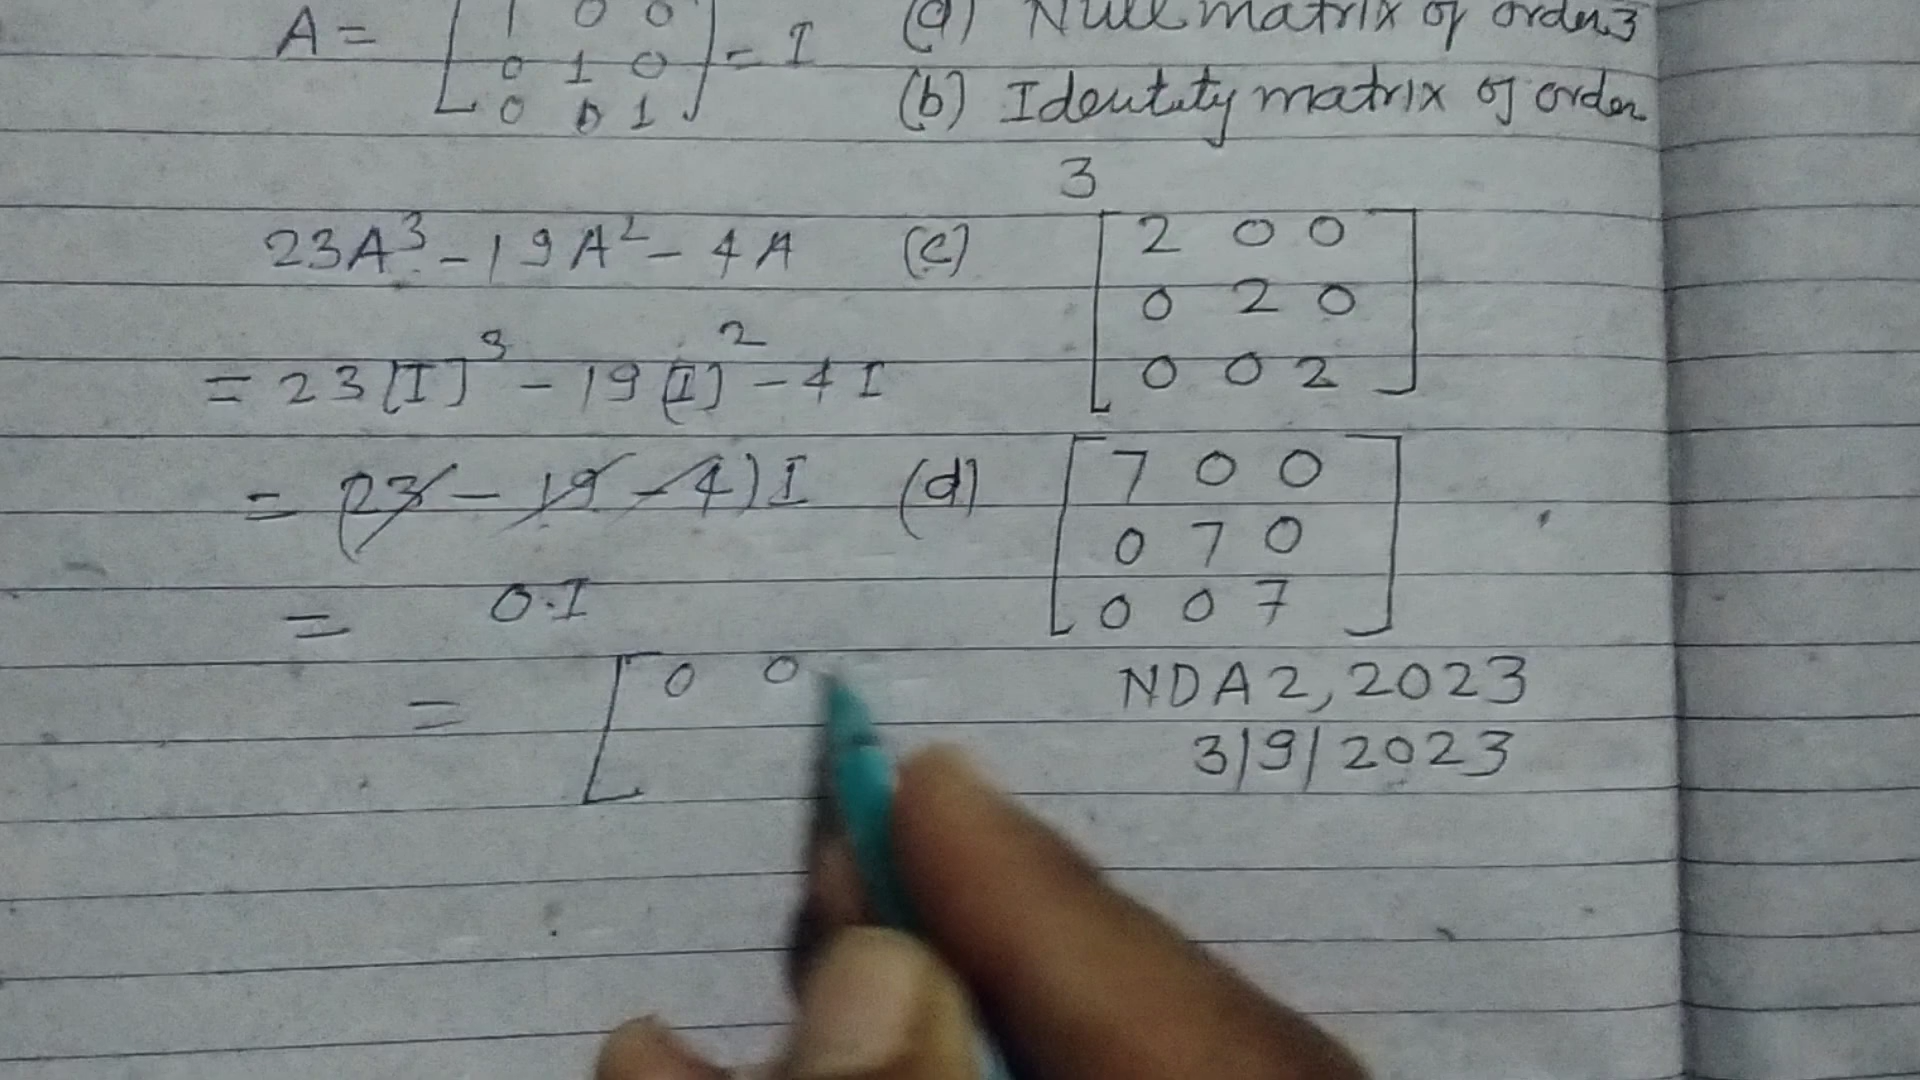 A = [ 1 0 0 (a) Null matrix of order 3
0 1 0 ] = I
0 0 1 (b) Identity matrix of order
3
23A³ - 19A² - 4A (c) [ 2 0 0
0 2 0
0 0 2 ]
= 23[I]³ - 19[I]² - 4I
= (23 - 19 - 4)I (d) [ 7 0 0
0 7 0
0 0 7 ]
= 0.I
= [ 0 0
NDA 2, 2023
3/9/2023